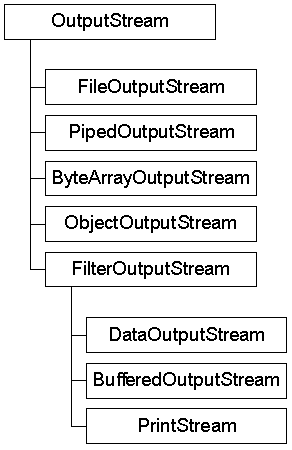 OutputStream
FileOutputStream
PipedOutputStream
ByteArrayOutputStream
ObjectOutputStream
FilterOutputStream
DataOutputStream
BufferedOutputStream
PrintStream